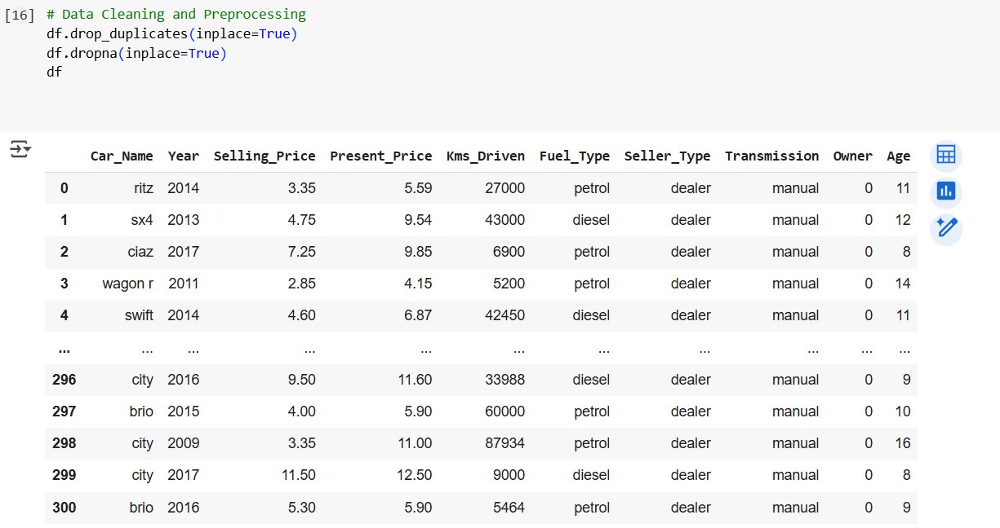 [16] # Data Cleaning and Preprocessing
df.drop_duplicates(inplace=True)
df.dropna(inplace=True)
df
Car_Name Year Selling_Price Present_Price Kms_Driven Fuel_Type Seller_Type Transmission Owner Age
0 ritz 2014 3.35 5.59 27000 petrol dealer manual 0 11
1 sx4 2013 4.75 9.54 43000 diesel dealer manual 0 12
2 ciaz 2017 7.25 9.85 6900 petrol dealer manual 0 8
3 wagon r 2011 2.85 4.15 5200 petrol dealer manual 0 14
4 swift 2014 4.60 6.87 42450 diesel dealer manual 0 11
... ... ... ... ... ... ... ... ... ... ...
296 city 2016 9.50 11.60 33988 diesel dealer manual 0 9
297 brio 2015 4.00 5.90 60000 petrol dealer manual 0 10
298 city 2009 3.35 11.00 87934 petrol dealer manual 0 16
299 city 2017 11.50 12.50 9000 diesel dealer manual 0 8
300 brio 2016 5.30 5.90 5464 petrol dealer manual 0 9